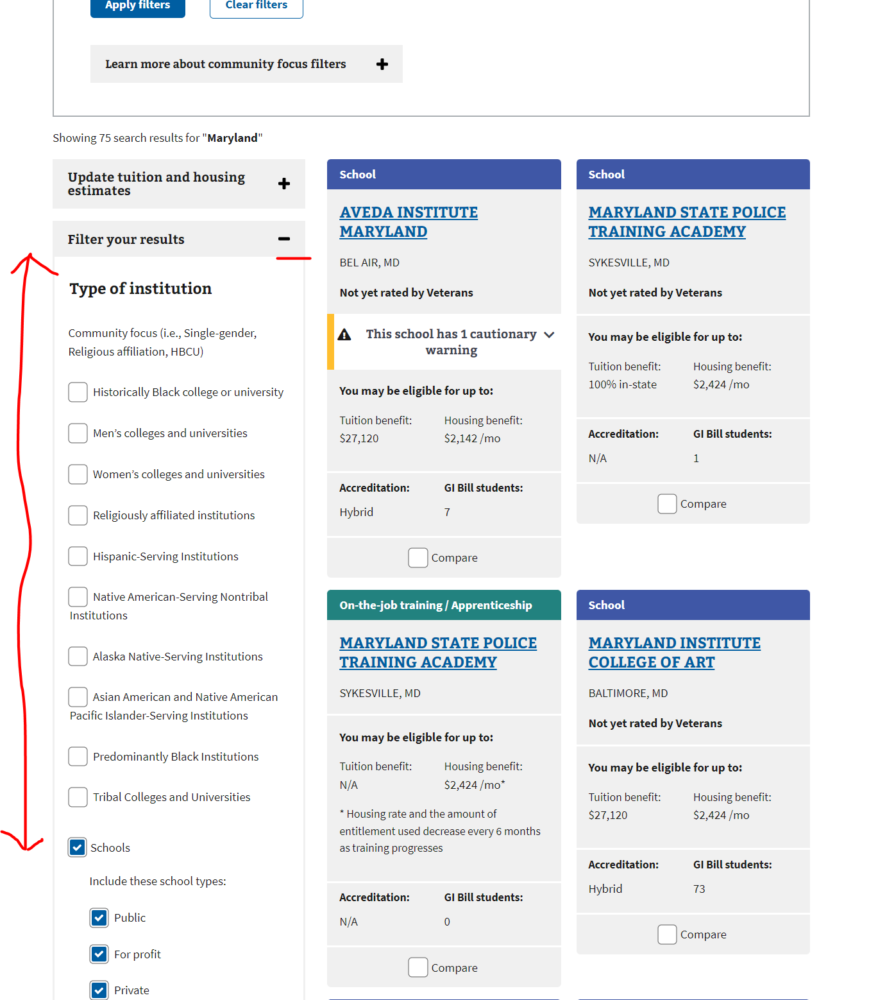 Apply filters
Clear filters
Learn more about community focus filters
Showing 75 search results for "Maryland"
Update tuition and housing
estimates
Filter your results
Type of institution
Community focus (i.e., Single-gender,
Religious affiliation, HBCU)
Historically Black college or university
Men’s colleges and universities
Women’s colleges and universities
Religiously affiliated institutions
Hispanic-Serving Institutions
Native American-Serving Nontribal
Institutions
Alaska Native-Serving Institutions
Asian American and Native American
Pacific Islander-Serving Institutions
Predominantly Black Institutions
Tribal Colleges and Universities
Schools
Include these school types:
Public
For profit
Private
School
AVEDA INSTITUTE
MARYLAND
BEL AIR, MD
Not yet rated by Veterans
This school has 1 cautionary
warning
You may be eligible for up to:
Tuition benefit:
$27,120
Housing benefit:
$2,142 /mo
Accreditation:
Hybrid
GI Bill students:
7
Compare
School
MARYLAND STATE POLICE
TRAINING ACADEMY
SYKESVILLE, MD
Not yet rated by Veterans
You may be eligible for up to:
Tuition benefit:
100% in-state
Housing benefit:
$2,424 /mo
Accreditation:
N/A
GI Bill students:
1
Compare
On-the-job training / Apprenticeship
MARYLAND STATE POLICE
TRAINING ACADEMY
SYKESVILLE, MD
You may be eligible for up to:
Tuition benefit:
N/A
Housing benefit:
$2,424 /mo*
* Housing rate and the amount of
entitlement used decrease every 6 months
as training progresses
Accreditation:
N/A
GI Bill students:
0
Compare
School
MARYLAND INSTITUTE
COLLEGE OF ART
BALTIMORE, MD
Not yet rated by Veterans
You may be eligible for up to:
Tuition benefit:
$27,120
Housing benefit:
$2,424 /mo
Accreditation:
Hybrid
GI Bill students:
73
Compare